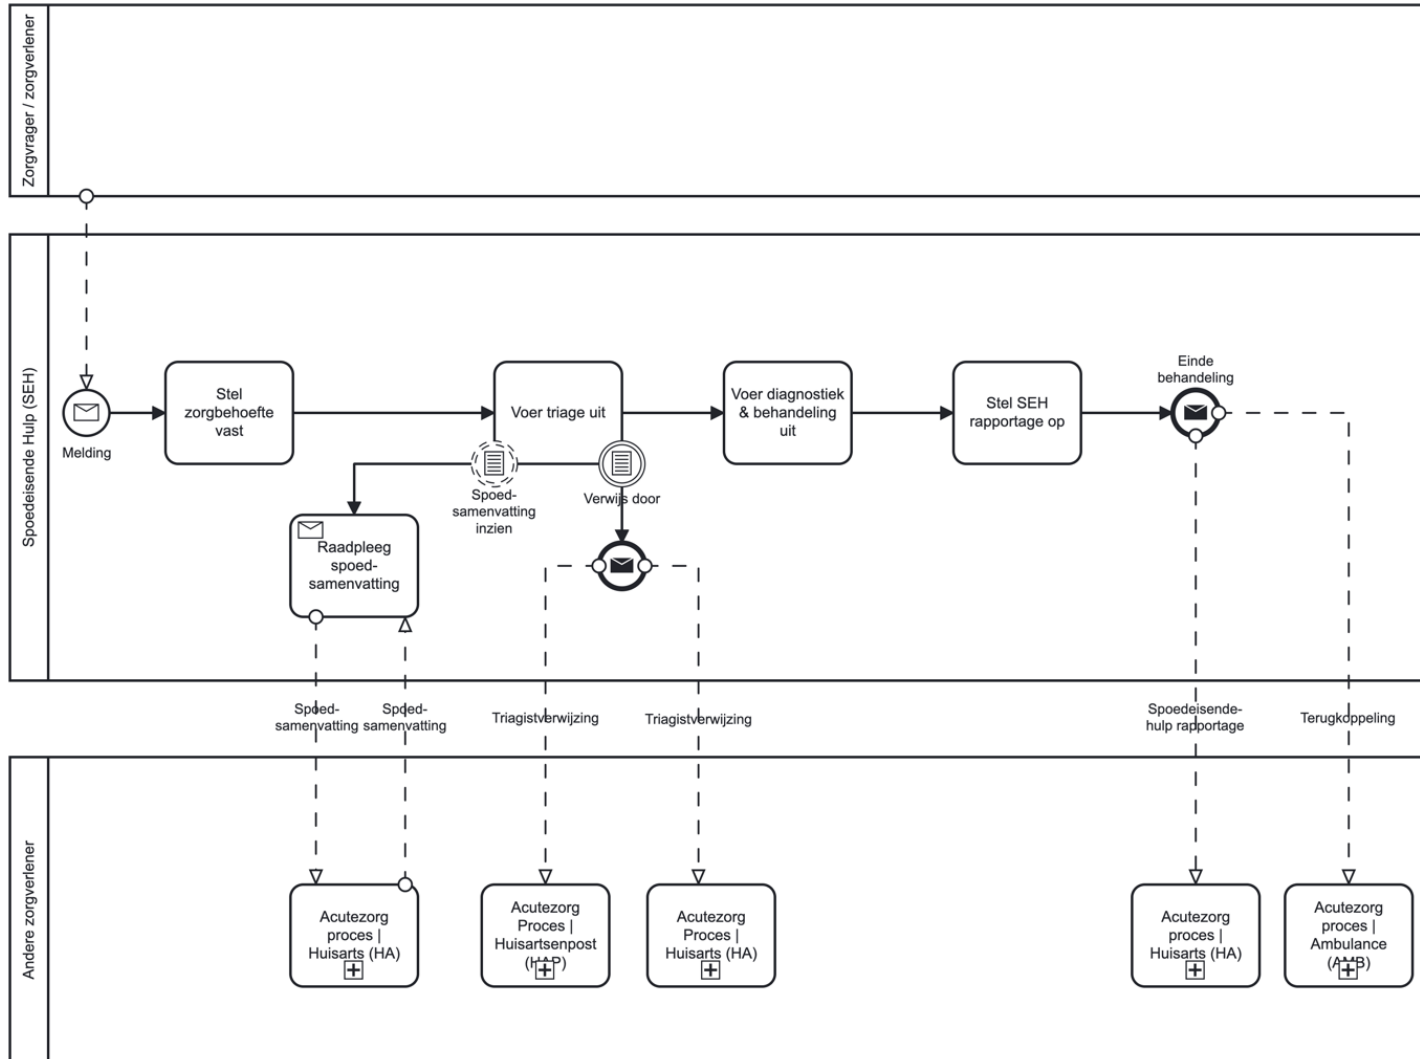 Zorgvrager / zorgverlener
Spoedeisende Hulp (SEH)
Melding
Stel
zorgbehoefte
vast
Voer triage uit
Voer diagnostiek
& behandeling
uit
Stel SEH
rapportage op
Einde
behandeling
Spoed-
samenvatting
inzien
Verwijs door
Raadpleeg
spoed-
samenvatting
Spoed-
samenvatting
Spoed-
samenvatting
Triagistverwijzing
Triagistverwijzing
Spoedeisende-
hulp rapportage
Terugkoppeling
Andere zorgverlener
Acutezorg
proces |
Huisarts (HA)
Acutezorg
Proces |
Huisartsenpost
(HAP)
Acutezorg
Proces |
Huisarts (HA)
Acutezorg
proces |
Huisarts (HA)
Acutezorg
proces |
Ambulance
(AMB)